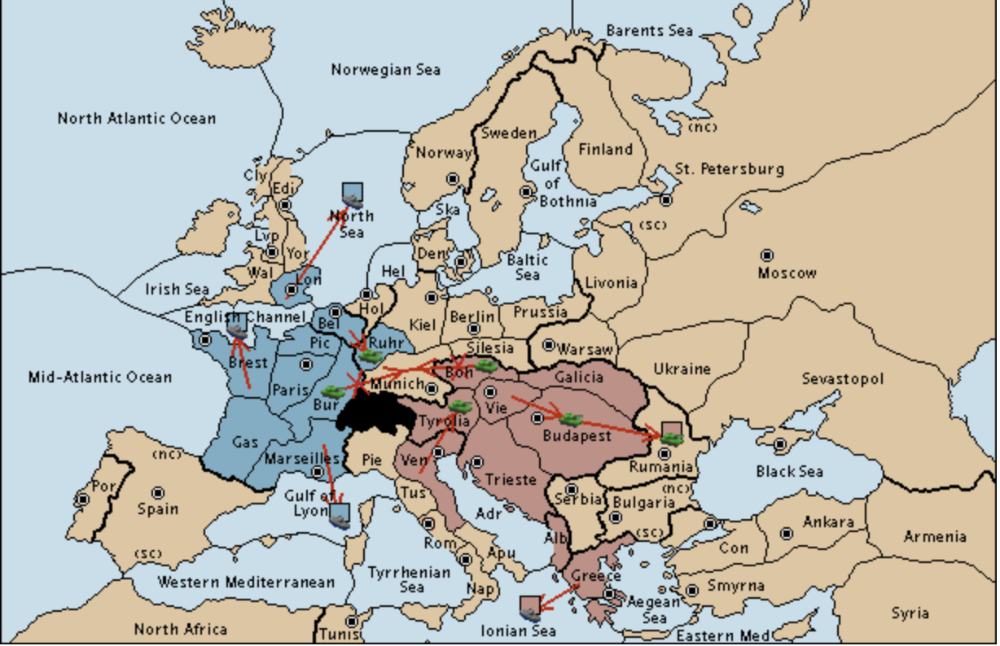 Barents Sea
Norwegian Sea
North Atlantic Ocean
(nc)
Sweden
Finland
Norway
St. Petersburg
Gulf
of
Bothnia
Cly
Edi
Ska
North
Sea
(sc)
Lvp
Yor
Den
Baltic
Sea
Moscow
Wal
Lon
Hel
Livonia
Irish Sea
English Channel
Hol
Kiel
Berlin
Prussia
Bel
Pic
Ruhr
Silesia
Warsaw
Brest
Boh
Galicia
Ukraine
Mid-Atlantic Ocean
Paris
Munich
Sevastopol
Bur
Vie
Tyrolia
Budapest
Gas
(nc)
Marseilles
Pie
Ven
Rumania
Black Sea
Por
Spain
Gulf of
Lyon
Tus
Trieste
Serbia
(nc)
Bulgaria
Adr
Rom
Alb
(sc)
Con
Ankara
Armenia
(sc)
Apu
Western Mediterranean
Tyrrhenian
Sea
Nap
Greece
Smyrna
Aegean
Sea
North Africa
Tunis
Ionian Sea
Eastern Med
Syria